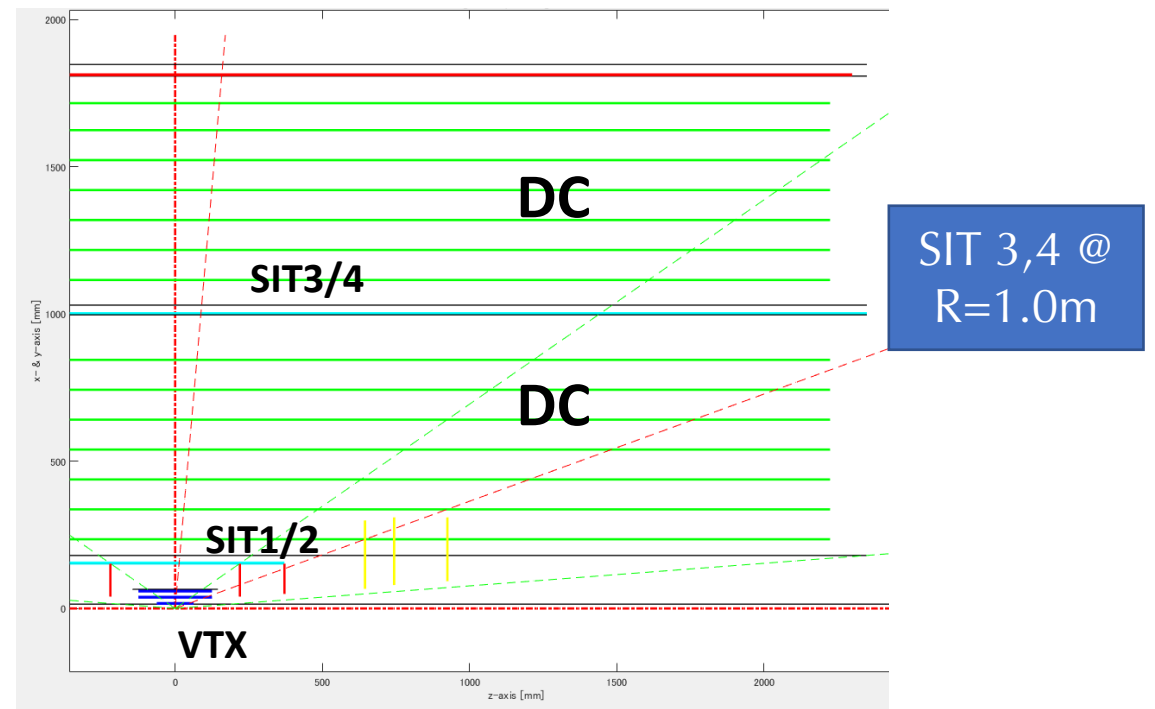 2000
1500
1000
500
0
x- & y-axis [mm]
DC
SIT3/4
DC
SIT1/2
VTX
0
500
1000
1500
2000
z-axis [mm]
SIT 3,4 @
R=1.0m